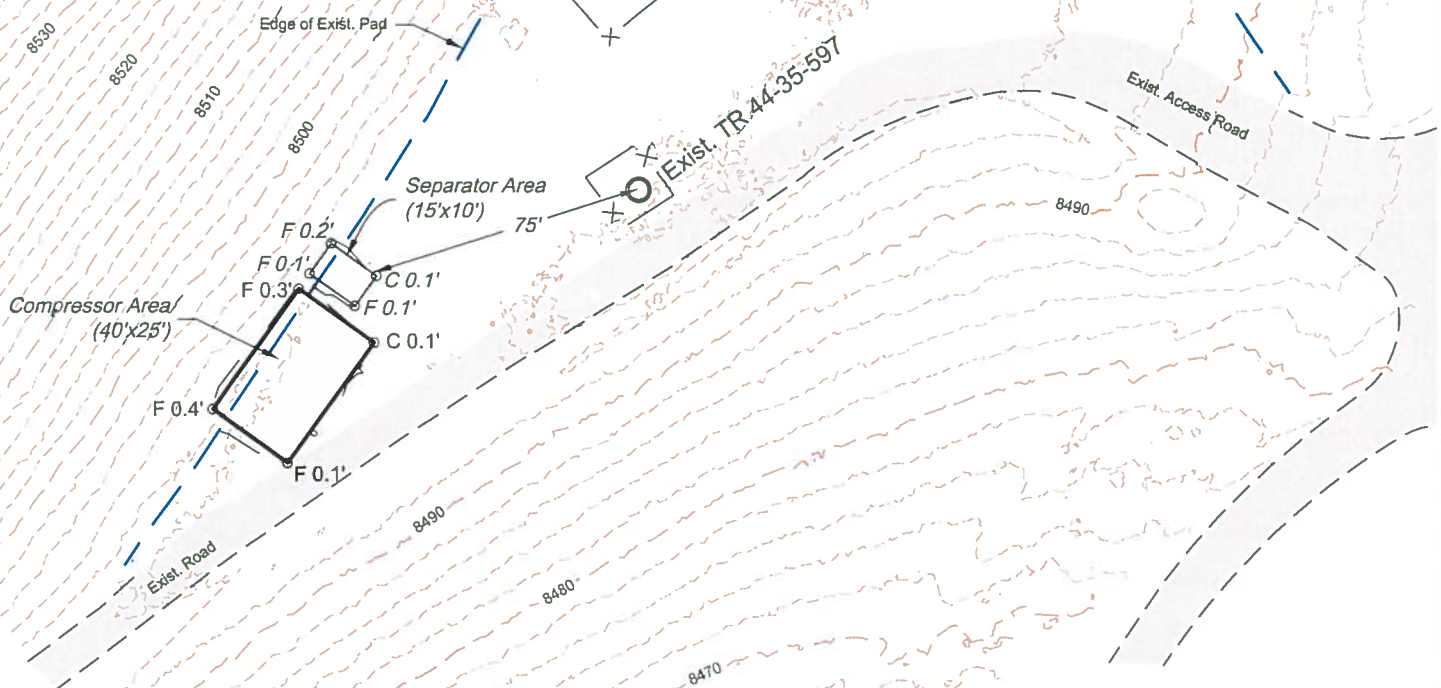 Edge of Exist. Pad
8530
8520
8510
8500
Exist. TR 44-35-597
Exist. Access Road
Separator Area
(15'x10')
75'
8490
F 0.2'
F 0.1'
C 0.1'
F 0.3'
F 0.1'
Compressor Area
(40'x25')
C 0.1'
F 0.4'
F 0.1'
8490
Exist. Road
8480
8470